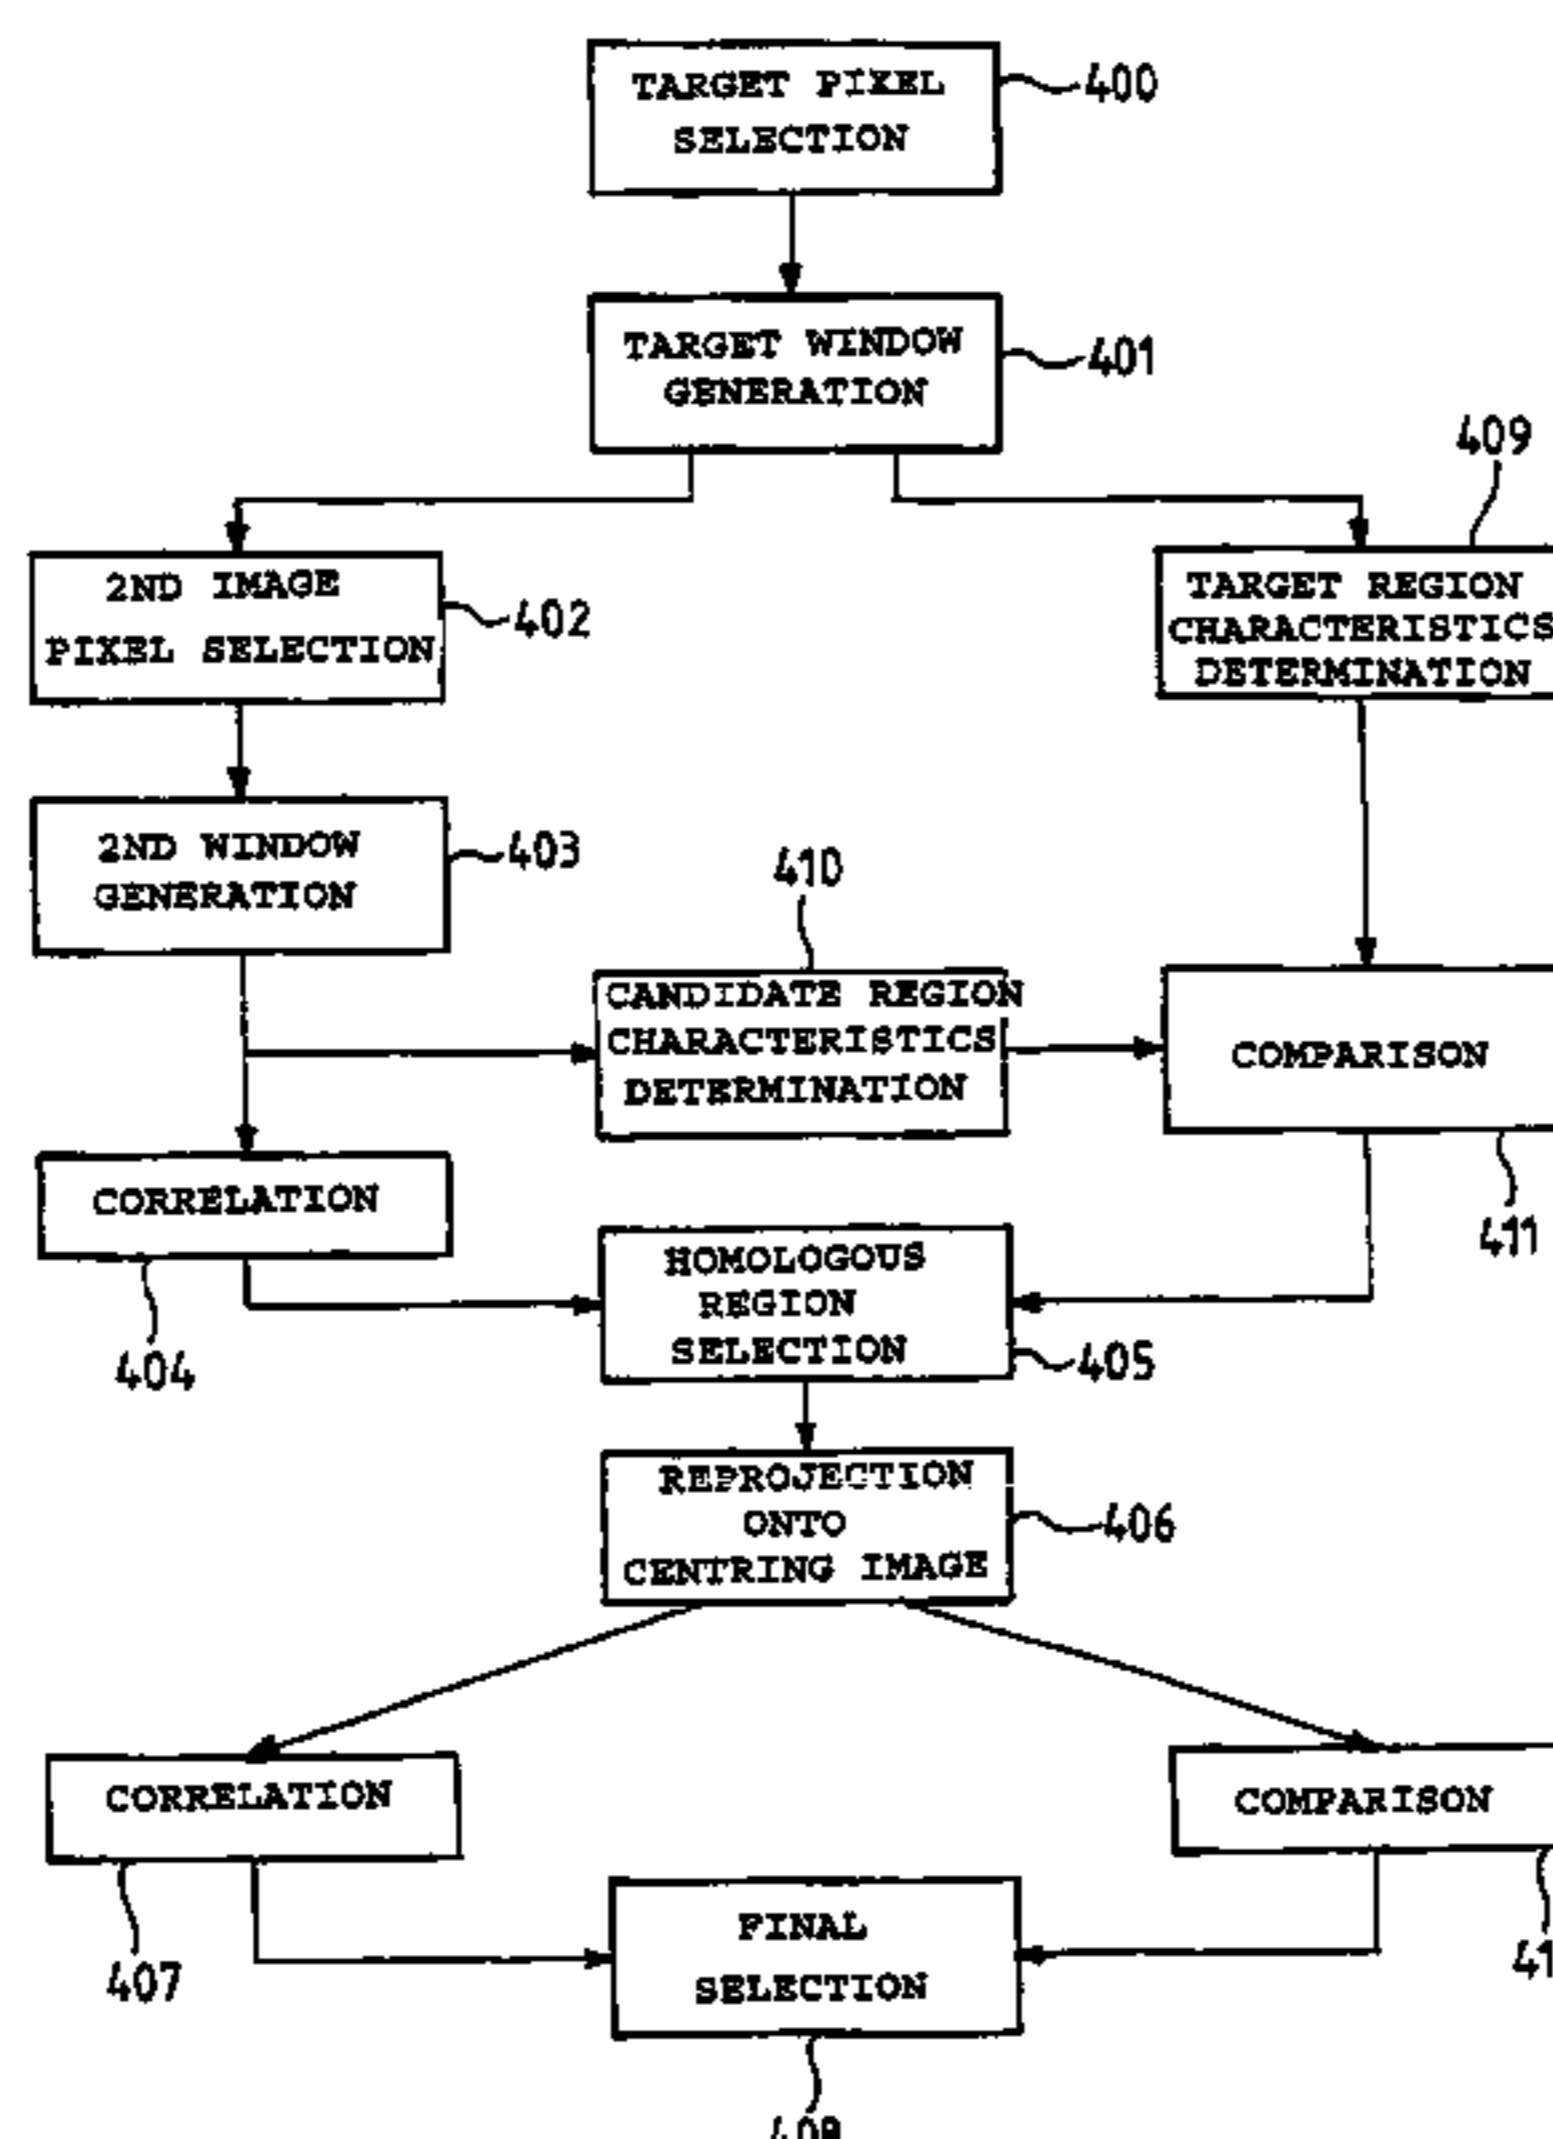 TARGET PIXEL
SELECTION
400
TARGET WINDOW
GENERATION
401
409
2ND IMAGE
PIXEL SELECTION
402
TARGET REGION
CHARACTERISTICS
DETERMINATION
2ND WINDOW
GENERATION
403
410
CANDIDATE REGION
CHARACTERISTICS
DETERMINATION
COMPARISON
CORRELATION
411
404
HOMOLOGOUS
REGION
SELECTION
405
REPROJECTION
ONTO
CENTRING IMAGE
406
CORRELATION
COMPARISON
407
FINAL
SELECTION
408